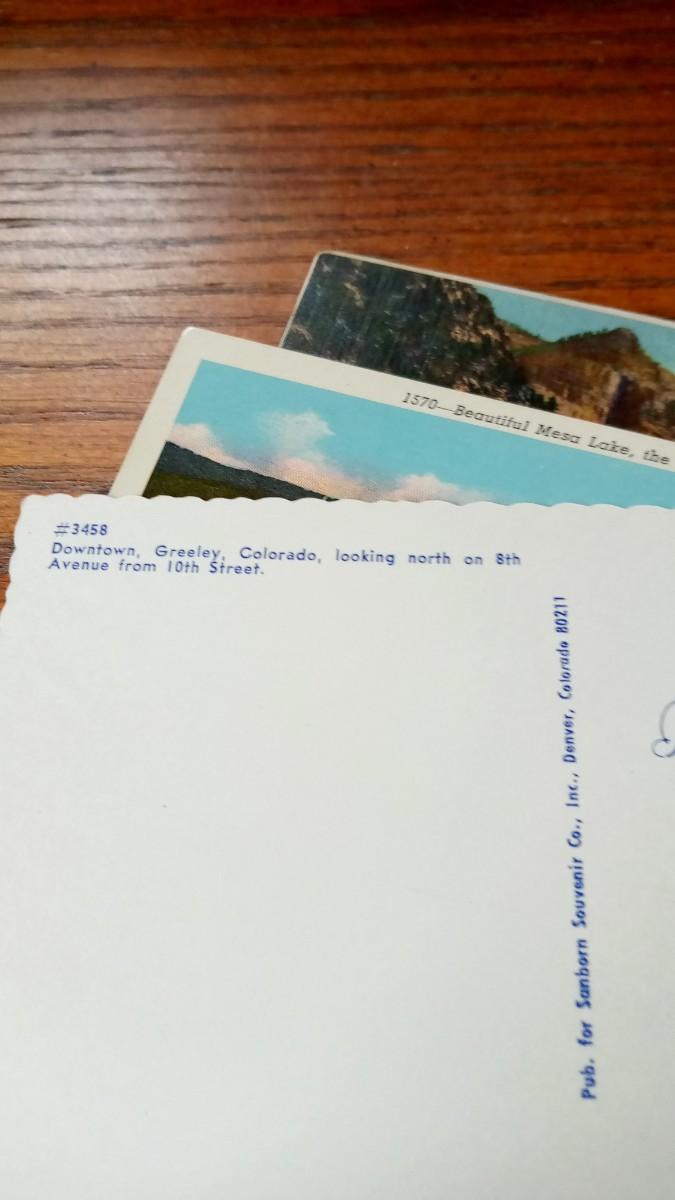 1570—Beautiful Mesa Lake, the
#3458
Downtown, Greeley, Colorado, looking north on 8th
Avenue from 10th Street.
Pub. for Sanborn Souvenir Co., Inc., Denver, Colorado 80211